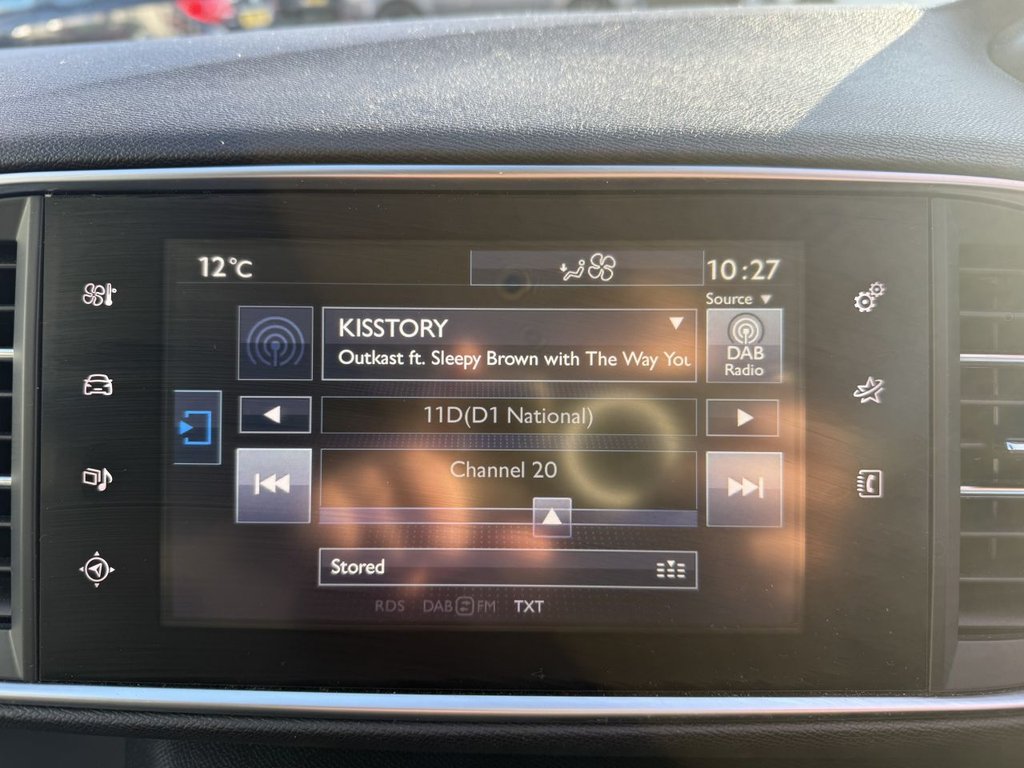 12°C
10:27
Source
KISSTORY
Outkast ft. Sleepy Brown with The Way You
DAB
Radio
11D(D1 National)
Channel 20
Stored
RDS DAB FM TXT